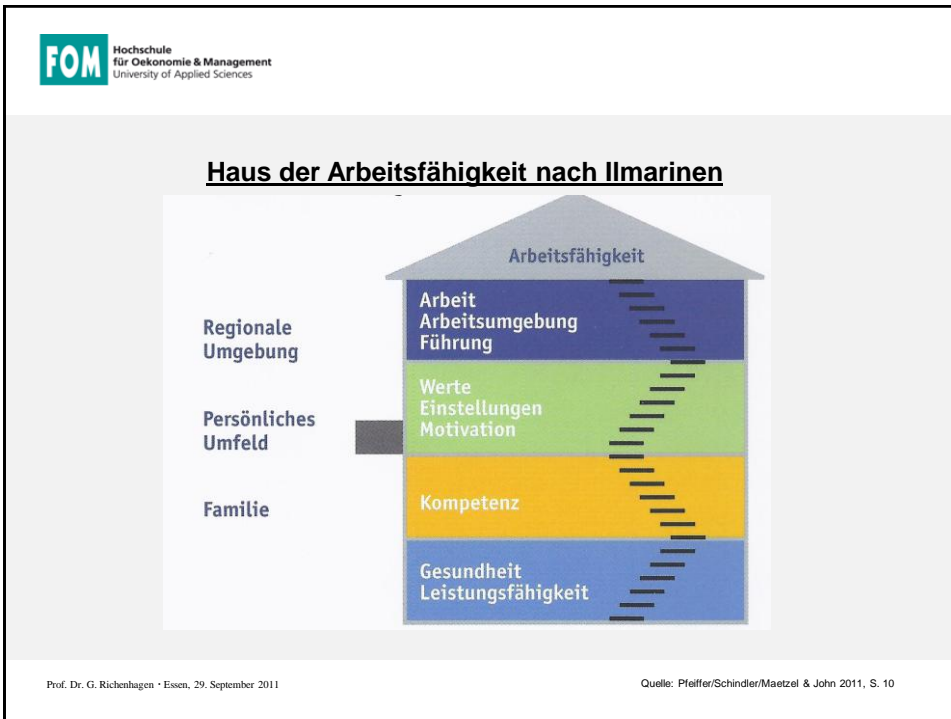 FOM
Hochschule
für Oekonomie & Management
University of Applied Sciences
Haus der Arbeitsfähigkeit nach Ilmarinen
Arbeitsfähigkeit
Arbeit
Arbeitsumgebung
Führung
Regionale
Umgebung
Werte
Einstellungen
Motivation
Persönliches
Umfeld
Kompetenz
Familie
Gesundheit
Leistungsfähigkeit
Prof. Dr. G. Richenhagen · Essen, 29. September 2011
Quelle: Pfeiffer/Schindler/Maetzel & John 2011, S. 10